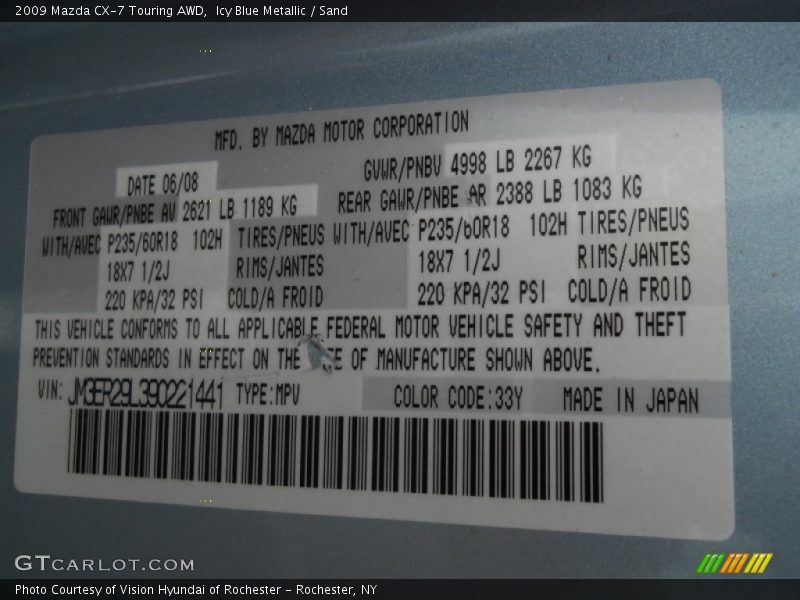 2009 Mazda CX-7 Touring AWD, Icy Blue Metallic / Sand
MFD. BY MAZDA MOTOR CORPORATION
DATE 06/08 GVWR/PNBV 4998 LB 2267 KG
FRONT GAWR/PNBE AV 2621 LB 1189 KG REAR GAWR/PNBE AR 2388 LB 1083 KG
WITH/AVEC P235/60R18 102H TIRES/PNEUS WITH/AVEC P235/60R18 102H TIRES/PNEUS
18X7 1/2J RIMS/JANTES 18X7 1/2J RIMS/JANTES
220 KPA/32 PSI COLD/A FROID 220 KPA/32 PSI COLD/A FROID
THIS VEHICLE CONFORMS TO ALL APPLICABLE FEDERAL MOTOR VEHICLE SAFETY AND THEFT
PREVENTION STANDARDS IN EFFECT ON THE OF MANUFACTURE SHOWN ABOVE.
VIN: JM3ER29L390221441 TYPE:MPV COLOR CODE:33Y MADE IN JAPAN
GTCARLOT.COM
Photo Courtesy of Vision Hyundai of Rochester - Rochester, NY